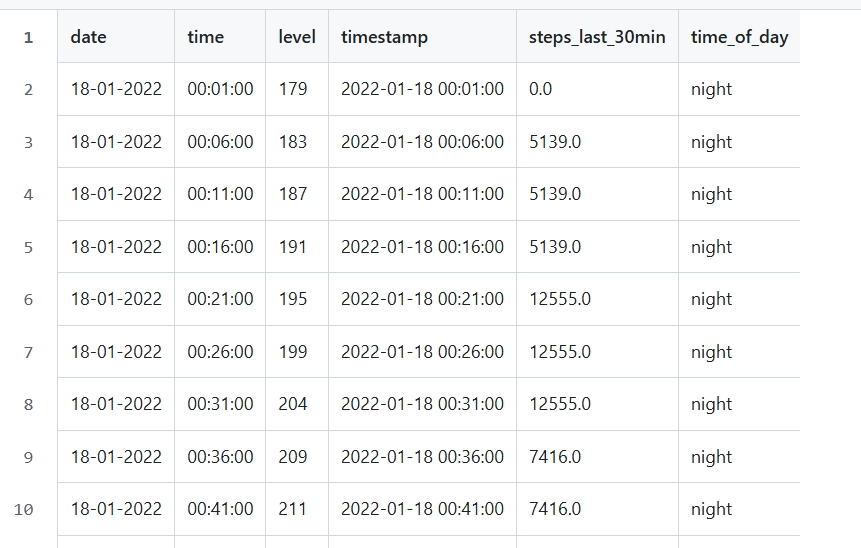 1 date time level timestamp steps_last_30min time_of_day
2 18-01-2022 00:01:00 179 2022-01-18 00:01:00 0.0 night
3 18-01-2022 00:06:00 183 2022-01-18 00:06:00 5139.0 night
4 18-01-2022 00:11:00 187 2022-01-18 00:11:00 5139.0 night
5 18-01-2022 00:16:00 191 2022-01-18 00:16:00 5139.0 night
6 18-01-2022 00:21:00 195 2022-01-18 00:21:00 12555.0 night
7 18-01-2022 00:26:00 199 2022-01-18 00:26:00 12555.0 night
8 18-01-2022 00:31:00 204 2022-01-18 00:31:00 12555.0 night
9 18-01-2022 00:36:00 209 2022-01-18 00:36:00 7416.0 night
10 18-01-2022 00:41:00 211 2022-01-18 00:41:00 7416.0 night